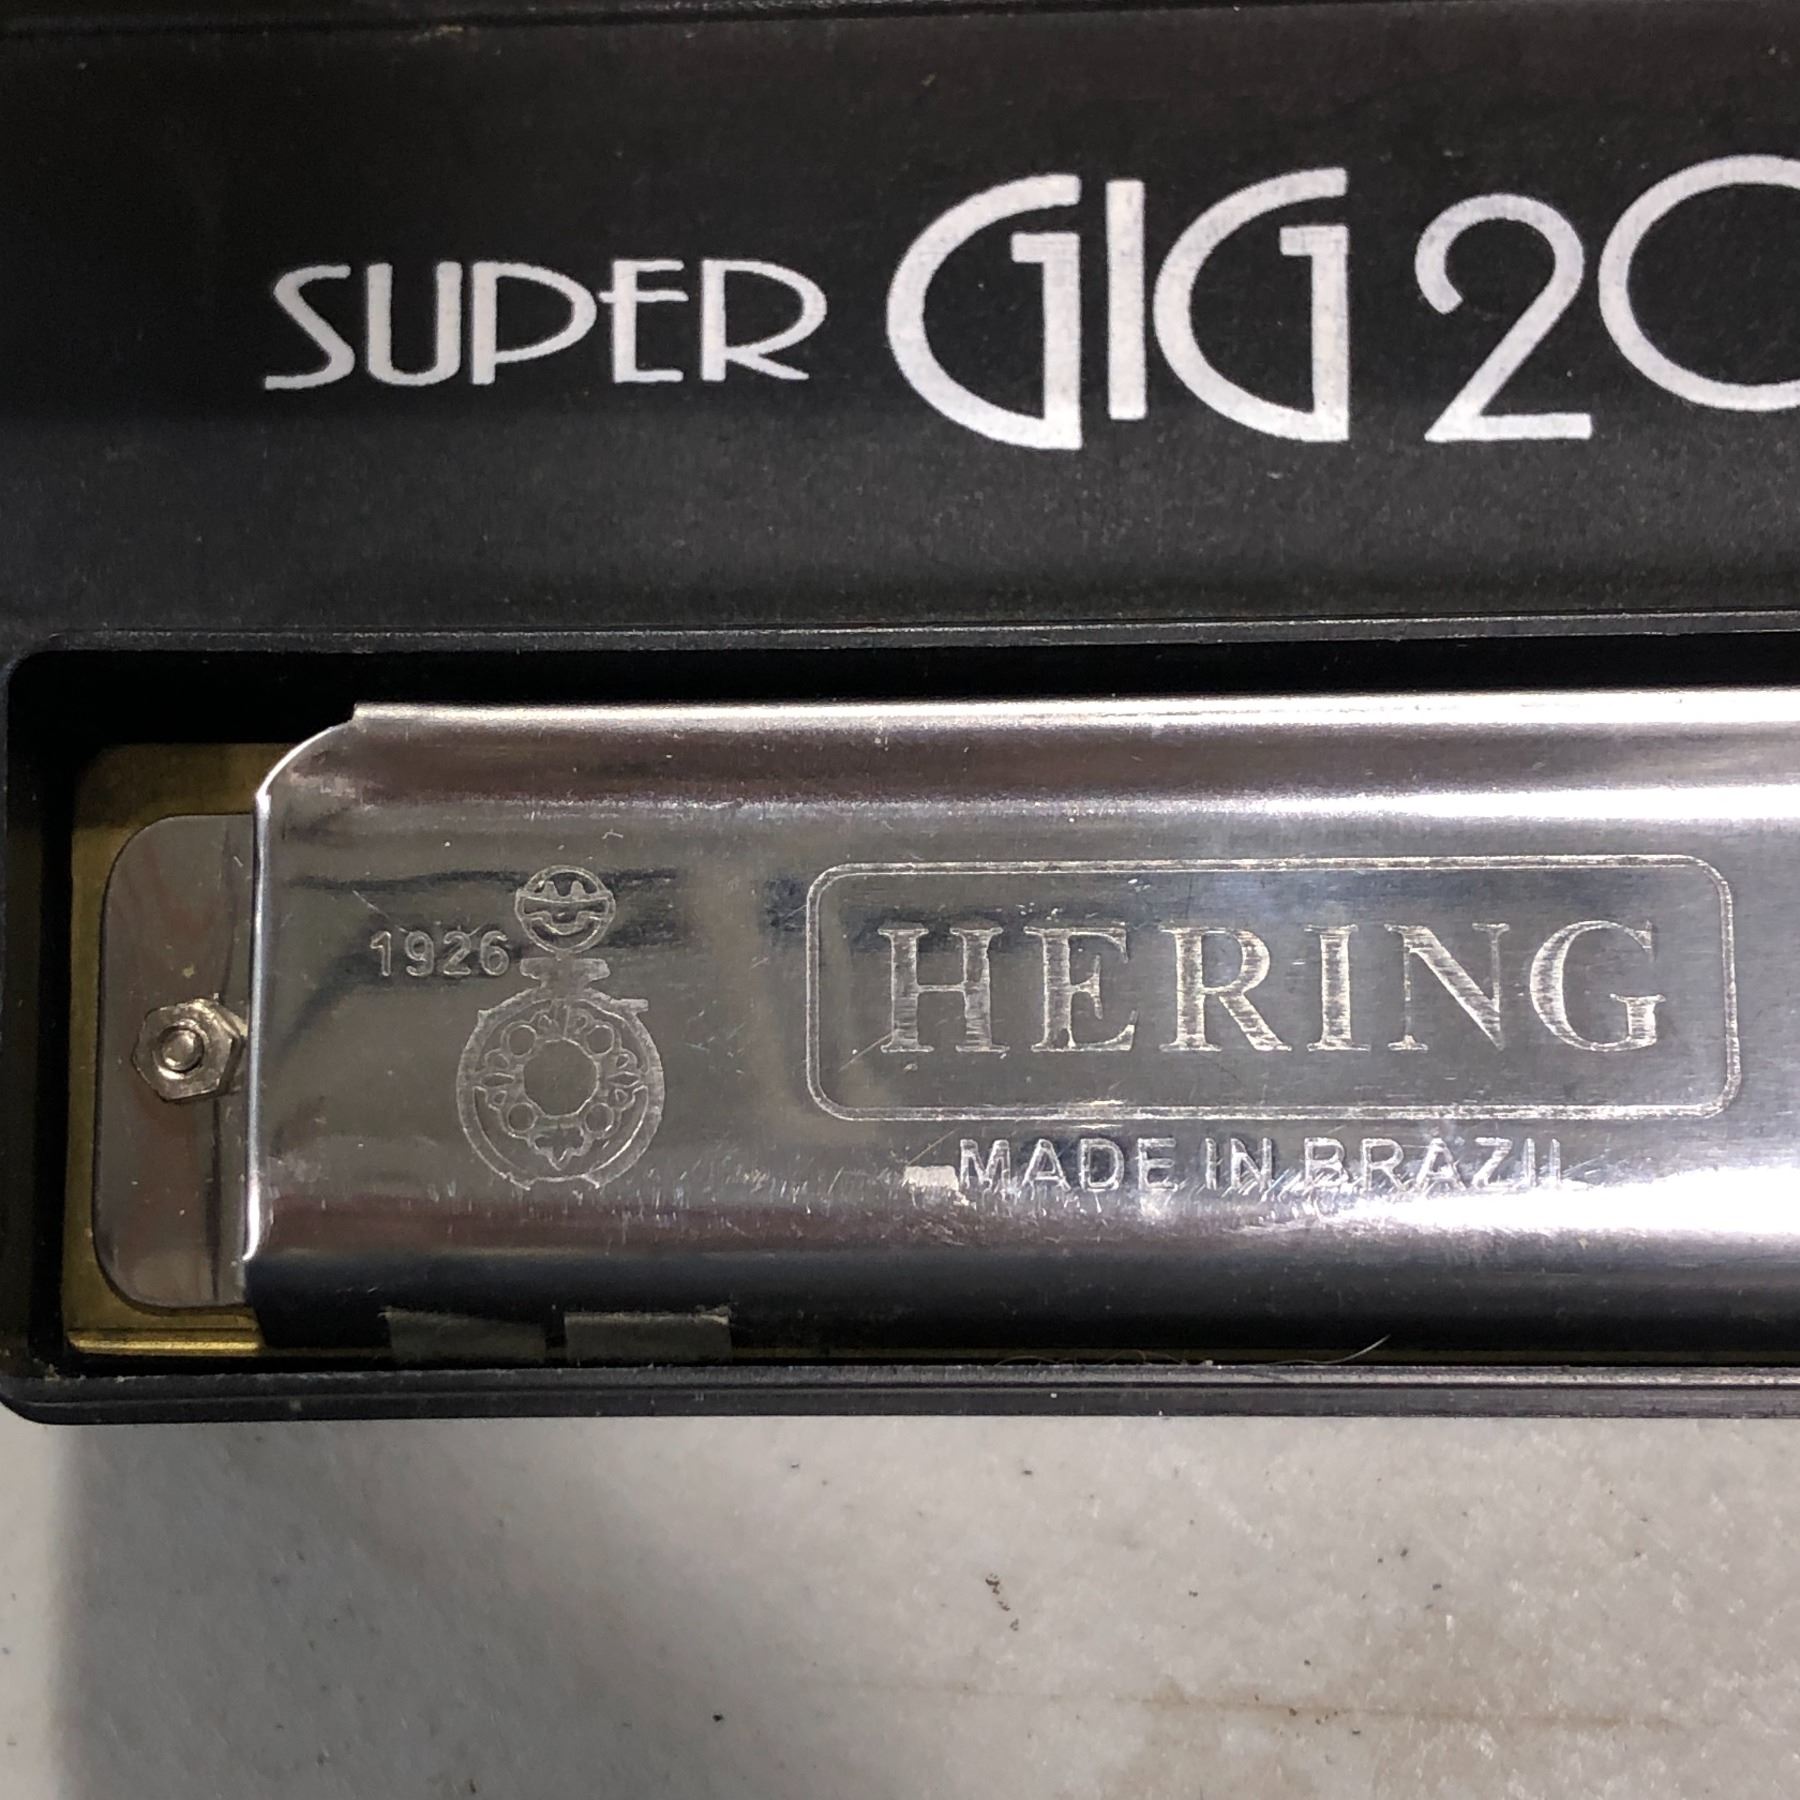 SUPER GIG 20
1926
HERING
MADE IN BRAZIL